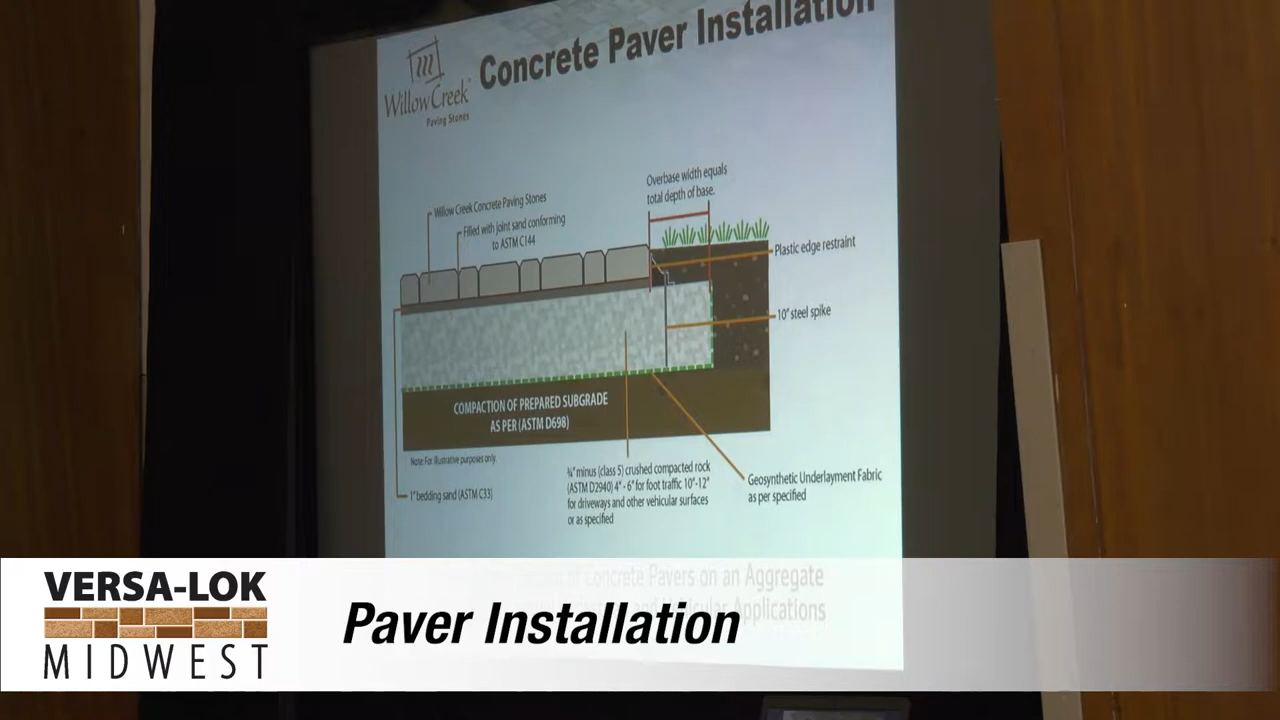 Concrete Paver Installation
m
WillowCreek
Paving Stones
Overbase width equals
total depth of base.
Willow Creek Concrete Paving Stones
Filled with joint sand conforming
to ASTM C144
Plastic edge restraint
10" steel spike
COMPACTION OF PREPARED SUBGRADE
AS PER (ASTM D698)
Note: For illustrative purposes only.
1" bedding sand (ASTM C33)
¾" minus (class 5) crushed compacted rock
(ASTM D2940) 4" - 6" for foot traffic 10"-12"
for driveways and other vehicular surfaces
or as specified
Geosynthetic Underlayment Fabric
as per specified
of Concrete Pavers on an Aggregate
and Vehicular Applications
VERSA-LOK
MIDWEST
Paver Installation